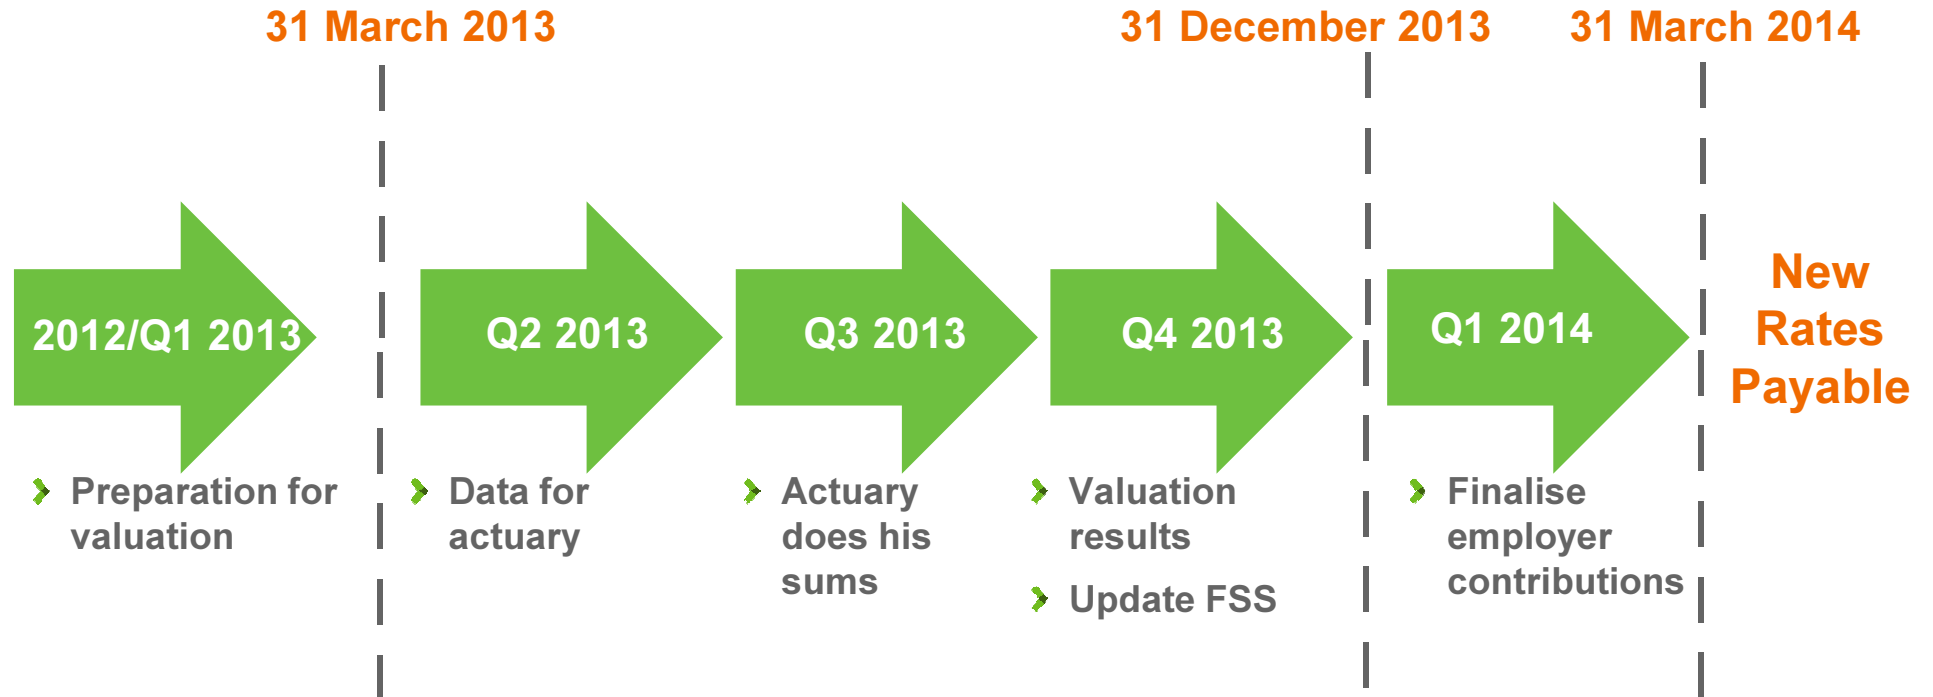 31 March 2013
31 December 2013
31 March 2014
2012/Q1 2013
Q2 2013
Q3 2013
Q4 2013
Q1 2014
New
Rates
Payable
Preparation for
valuation
Data for
actuary
Actuary
does his
sums
Valuation
results
Update FSS
Finalise
employer
contributions